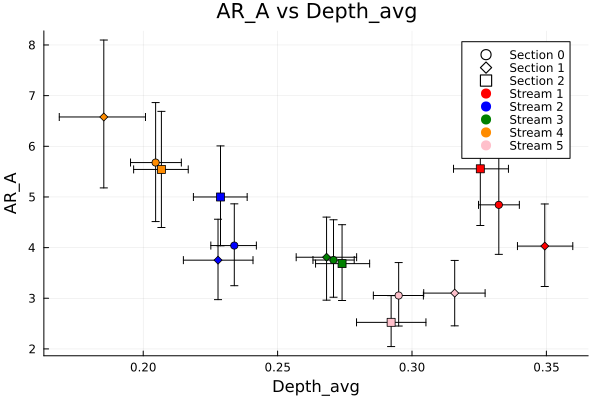 AR_A vs Depth_avg
8
7
6
5
4
3
2
AR_A
Section 0
Section 1
Section 2
Stream 1
Stream 2
Stream 3
Stream 4
Stream 5
0.20 0.25 0.30 0.35
Depth_avg